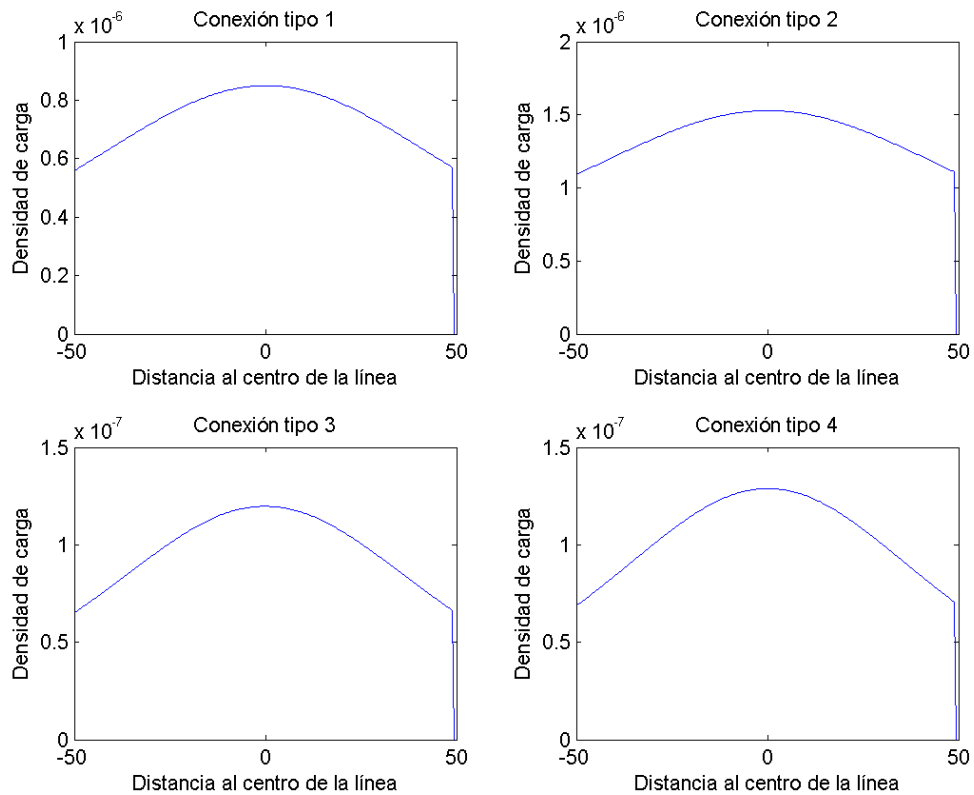 Conexión tipo 1
x 10-6
Densidad de carga
1
0.8
0.6
0.4
0.2
0
-50 0 50
Distancia al centro de la línea
Conexión tipo 2
x 10-6
Densidad de carga
2
1.5
1
0.5
0
-50 0 50
Distancia al centro de la línea
Conexión tipo 3
x 10-7
Densidad de carga
1.5
1
0.5
0
-50 0 50
Distancia al centro de la línea
Conexión tipo 4
x 10-7
Densidad de carga
1.5
1
0.5
0
-50 0 50
Distancia al centro de la línea